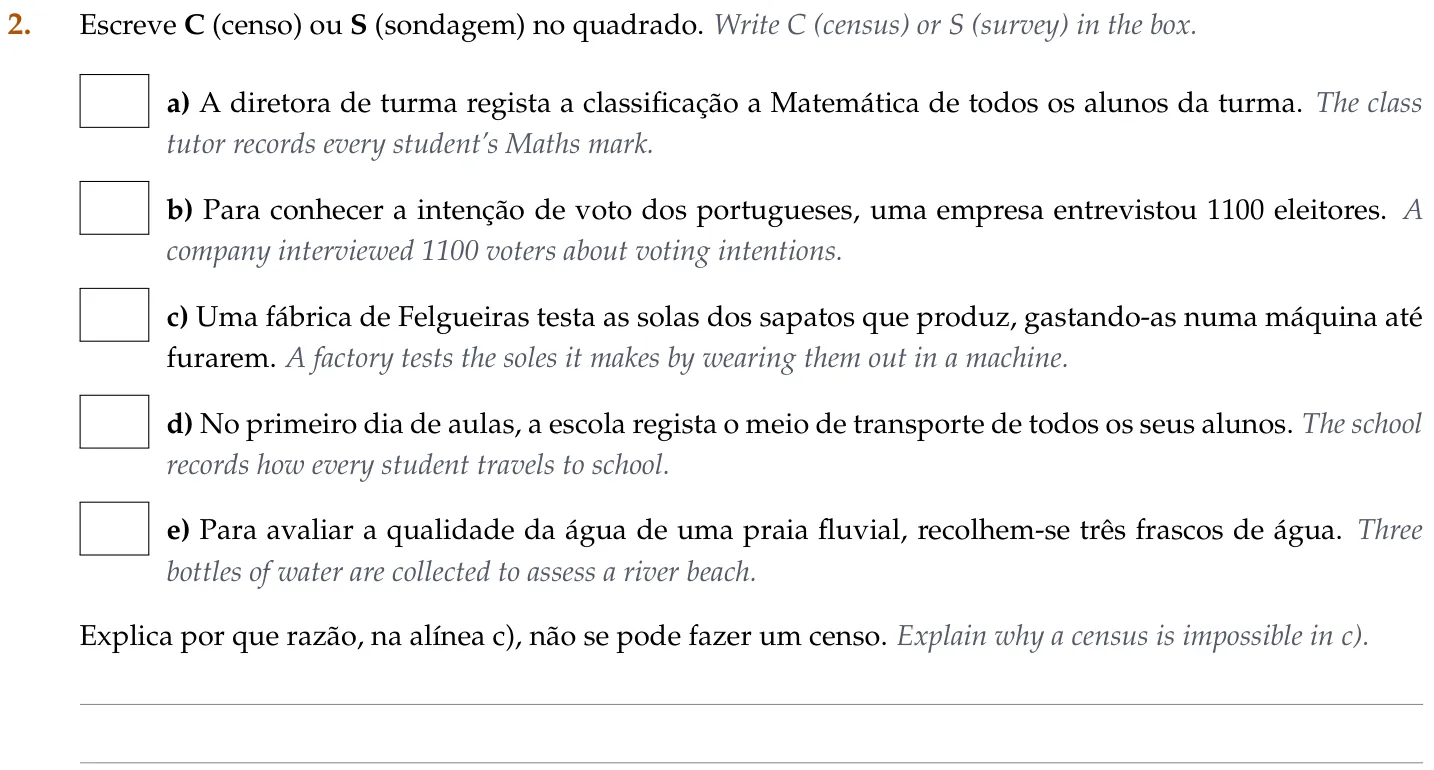 2. Escreve C (censo) ou S (sondagem) no quadrado. Write C (census) or S (survey) in the box.
a) A diretora de turma regista a classificação a Matemática de todos os alunos da turma. The class
tutor records every student’s Maths mark.
b) Para conhecer a intenção de voto dos portugueses, uma empresa entrevistou 1100 eleitores. A
company interviewed 1100 voters about voting intentions.
c) Uma fábrica de Felgueiras testa as solas dos sapatos que produz, gastando-as numa máquina até
furarem. A factory tests the soles it makes by wearing them out in a machine.
d) No primeiro dia de aulas, a escola regista o meio de transporte de todos os seus alunos. The school
records how every student travels to school.
e) Para avaliar a qualidade da água de uma praia fluvial, recolhem-se três frascos de água. Three
bottles of water are collected to assess a river beach.
Explica por que razão, na alínea c), não se pode fazer um censo. Explain why a census is impossible in c).